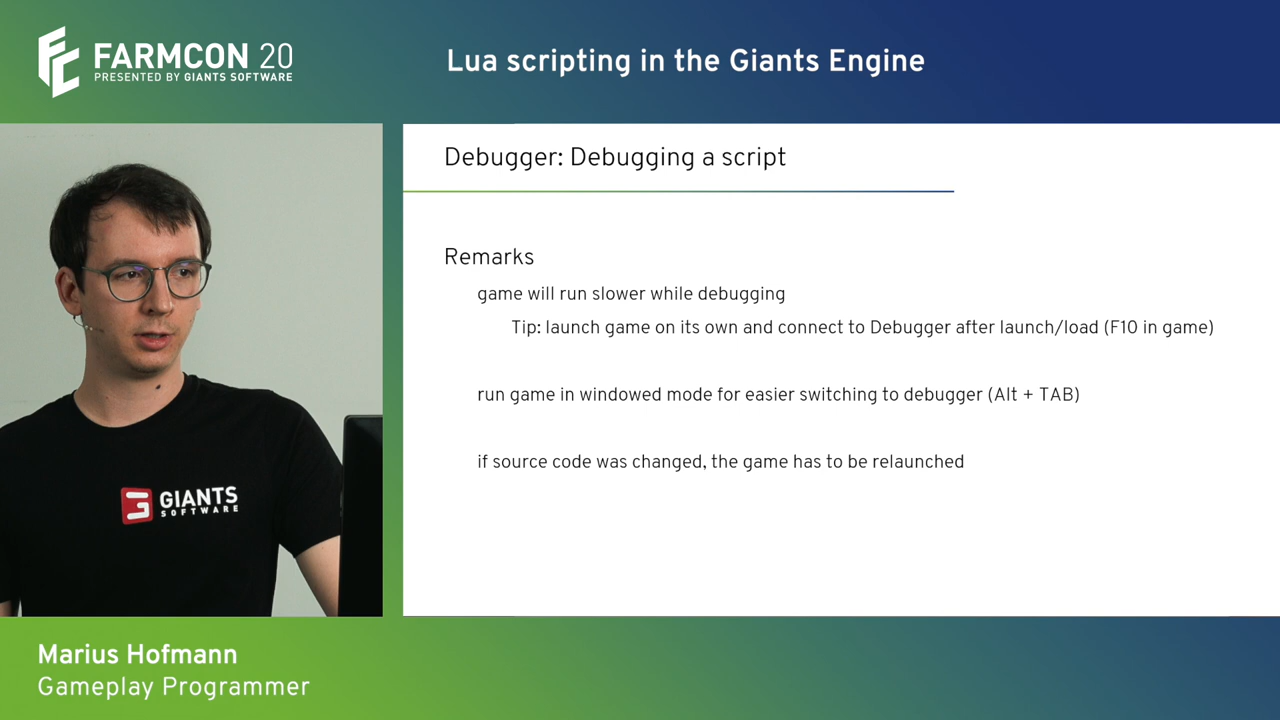 FARMCON 20
PRESENTED BY GIANTS SOFTWARE
Lua scripting in the Giants Engine
Debugger: Debugging a script
Remarks
game will run slower while debugging
Tip: launch game on its own and connect to Debugger after launch/load (F10 in game)
run game in windowed mode for easier switching to debugger (Alt + TAB)
if source code was changed, the game has to be relaunched
GIANTS
SOFTWARE
Marius Hofmann
Gameplay Programmer